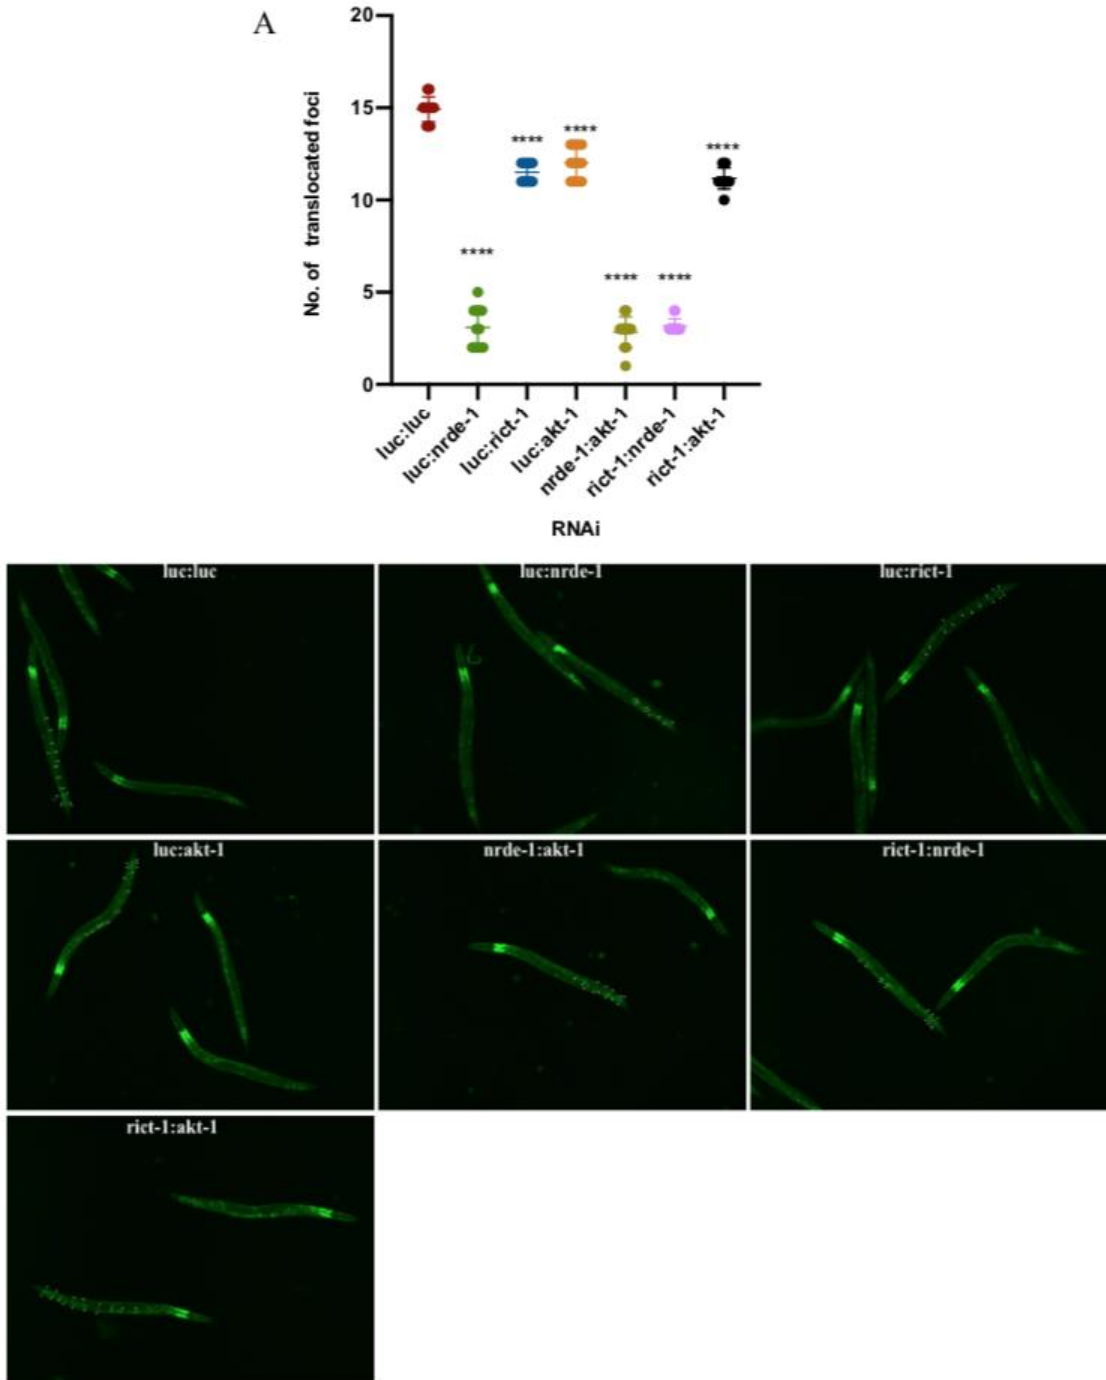 A
20
15
10
5
0
No. of translocated foci
****
****
****
****
****
****
luc:luc
luc:nrde-1
luc:rict-1
luc:akt-1
nrde-1:akt-1
rict-1:nrde-1
rict-1:akt-1
RNAi
luc:luc
luc:nrde-1
luc:rict-1
luc:akt-1
nrde-1:akt-1
rict-1:nrde-1
rict-1:akt-1